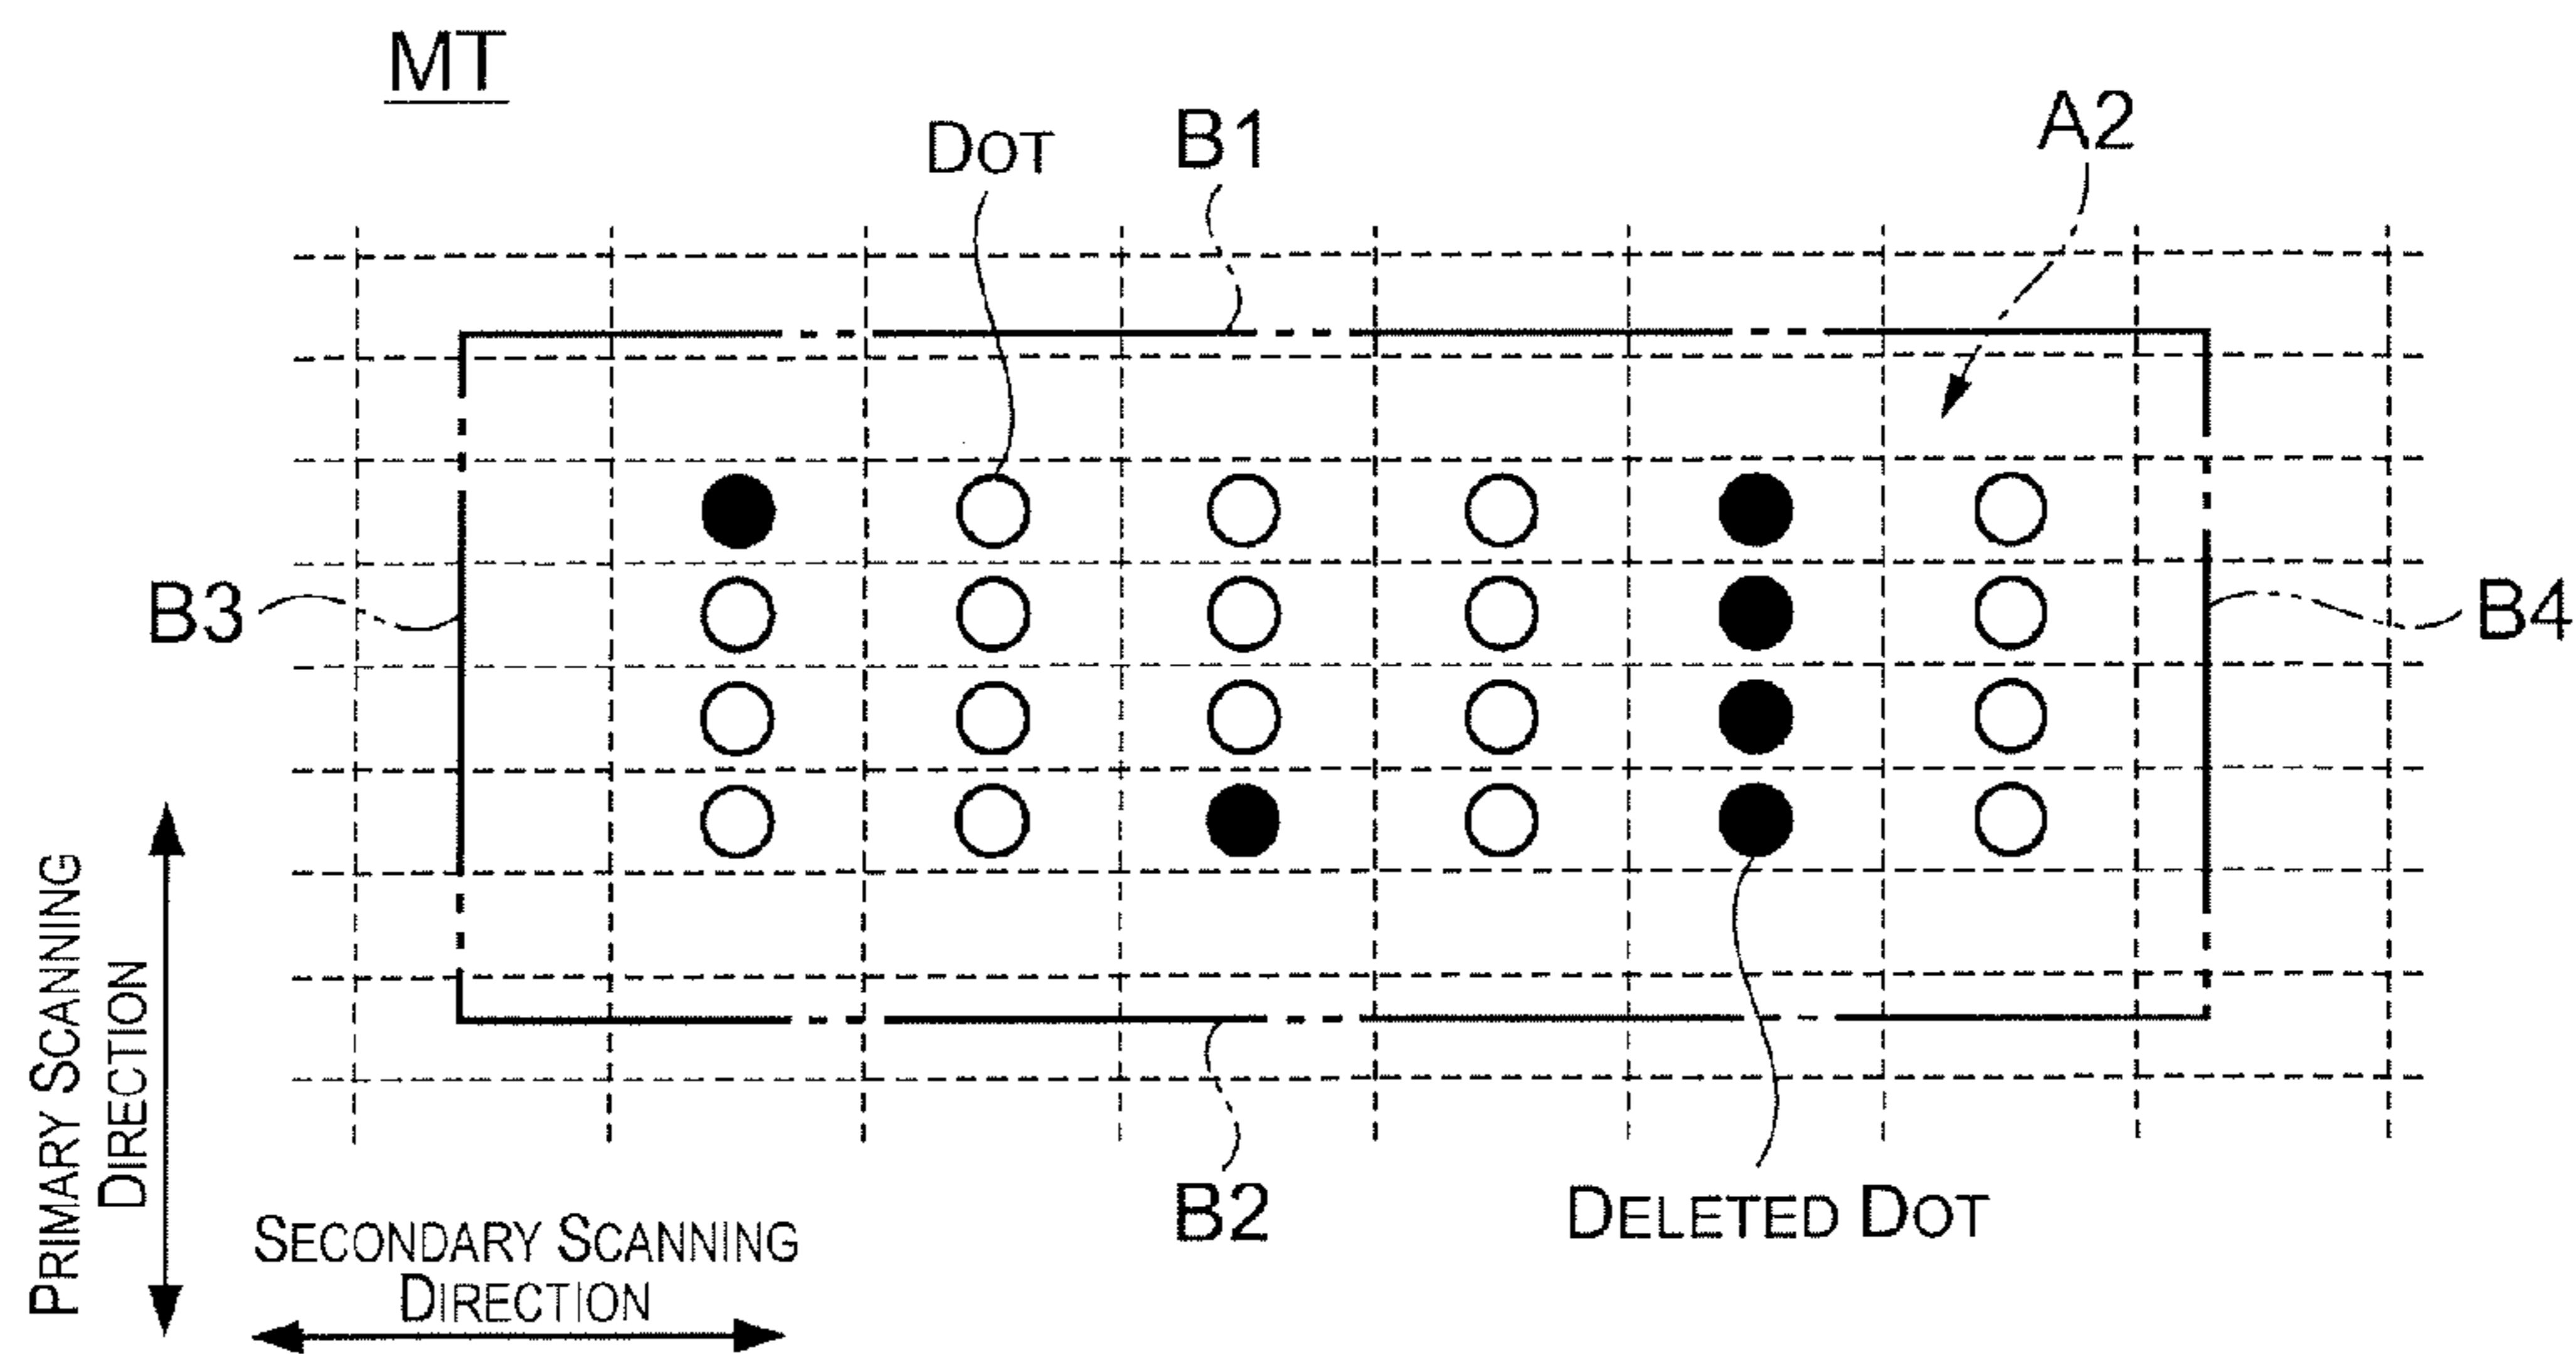 MT
DOT
B1
A2
B3
B4
PRIMARY SCANNING
DIRECTION
SECONDARY SCANNING
DIRECTION
B2
DELETED DOT